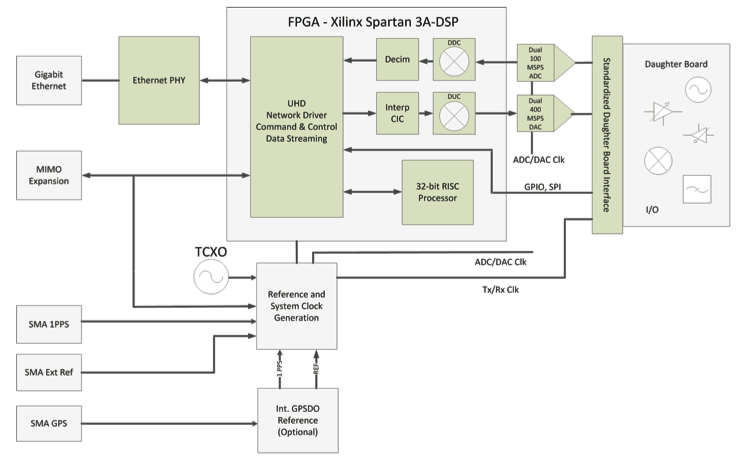 FPGA - Xilinx Spartan 3A-DSP
Gigabit
Ethernet
Ethernet PHY
UHD
Network Driver
Command & Control
Data Streaming
Decim
DDC
Dual
100
MSPS
ADC
Interp
CIC
DUC
Dual
400
MSPS
DAC
ADC/DAC Clk
Standardized Daughter
Board Interface
Daughter Board
I/O
MIMO
Expansion
32-bit RISC
Processor
GPIO, SPI
TCXO
Reference and
System Clock
Generation
ADC/DAC Clk
Tx/Rx Clk
SMA 1PPS
SMA Ext Ref
SMA GPS
1 PPS
REF
Int. GPSDO
Reference
(Optional)